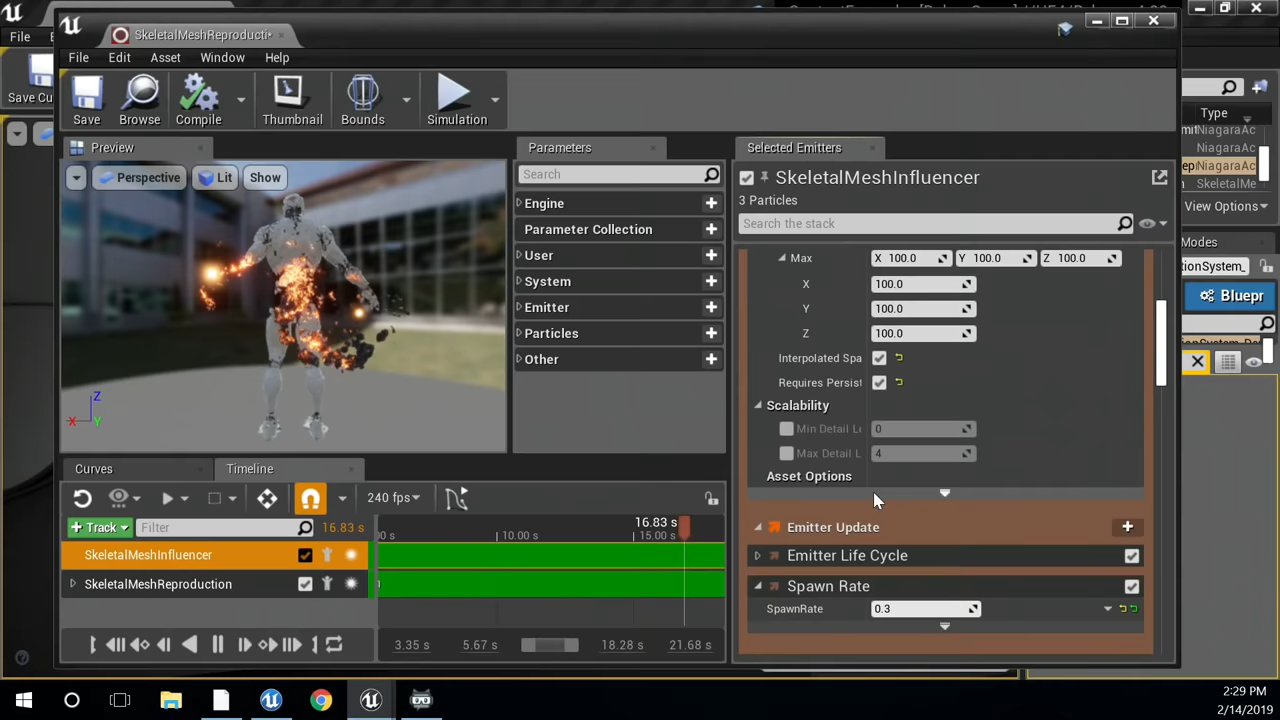 SkeletalMeshReproducti*
File
File Edit Asset Window Help
Save Cu
Save
Browse
Compile
Thumbnail
Bounds
Simulation
Type
NiagaraAc
NiagaraAc
NiagaraAc
SkeletalMe
View Options
Modes
tionSystem_
Bluepr
Preview
Perspective
Lit
Show
Z
X
Y
Parameters
Search
Engine
Parameter Collection
User
System
Emitter
Particles
Other
Selected Emitters
SkeletalMeshInfluencer
3 Particles
Search the stack
Max X 100.0 Y 100.0 Z 100.0
X 100.0
Y 100.0
Z 100.0
Interpolated Spa
Requires Persist
Scalability
Min Detail Le 0
Max Detail L 4
Asset Options
Emitter Update
Emitter Life Cycle
Spawn Rate
SpawnRate 0.3
Curves
Timeline
240 fps
Track
Filter
16.83 s
16.83 s
00 s 10.00 s 15.00 s
SkeletalMeshInfluencer
SkeletalMeshReproduction
3.35 s 5.67 s 18.28 s 21.68 s
2:29 PM
2/14/2019